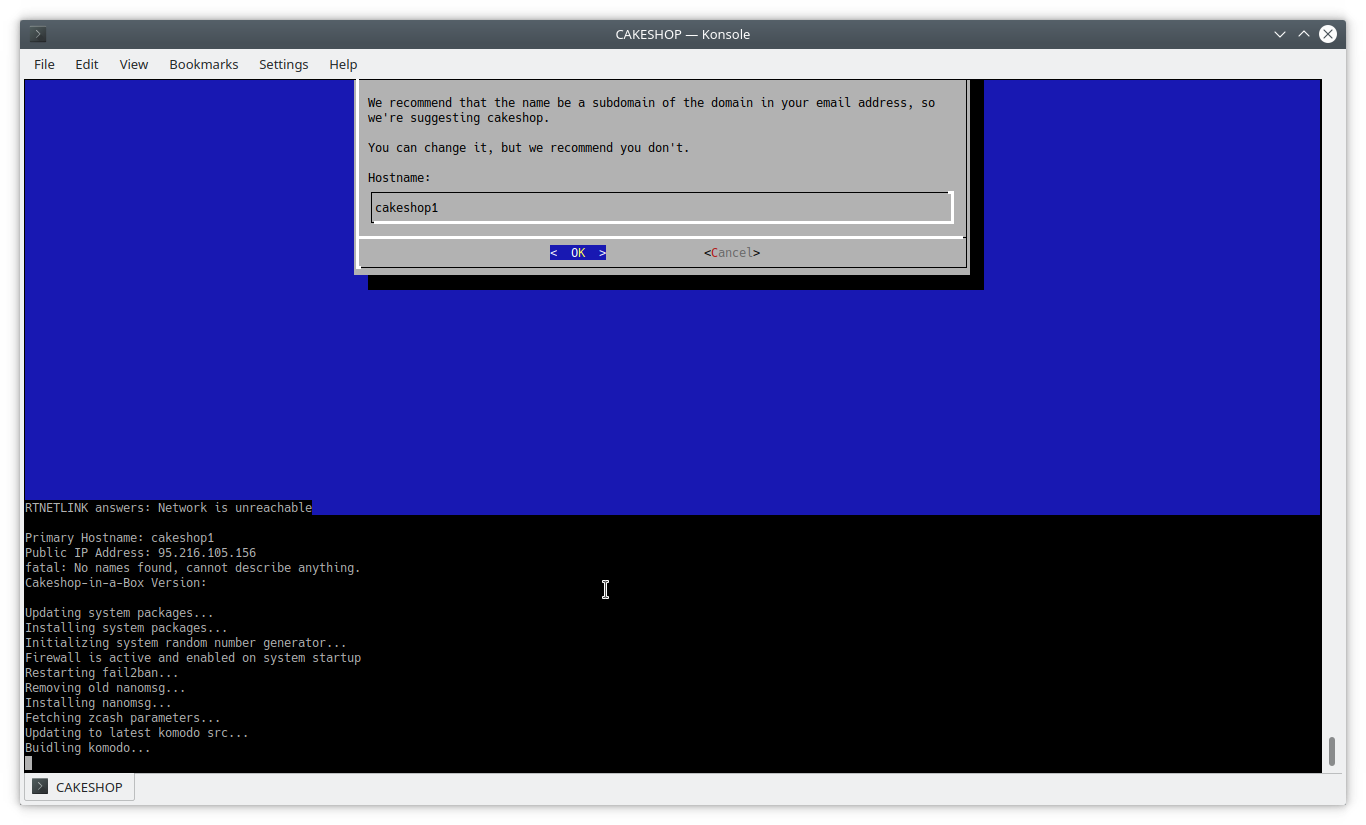 CAKESHOP — Konsole
File Edit View Bookmarks Settings Help
We recommend that the name be a subdomain of the domain in your email address, so
we're suggesting cakeshop.
You can change it, but we recommend you don't.
Hostname:
cakeshop1
< OK > <Cancel>
RTNETLINK answers: Network is unreachable
Primary Hostname: cakeshop1
Public IP Address: 95.216.105.156
fatal: No names found, cannot describe anything.
Cakeshop-in-a-Box Version:
Updating system packages...
Installing system packages...
Initializing system random number generator...
Firewall is active and enabled on system startup
Restarting fail2ban...
Removing old nanomsg...
Installing nanomsg...
Fetching zcash parameters...
Updating to latest komodo src...
Buidling komodo...
CAKESHOP